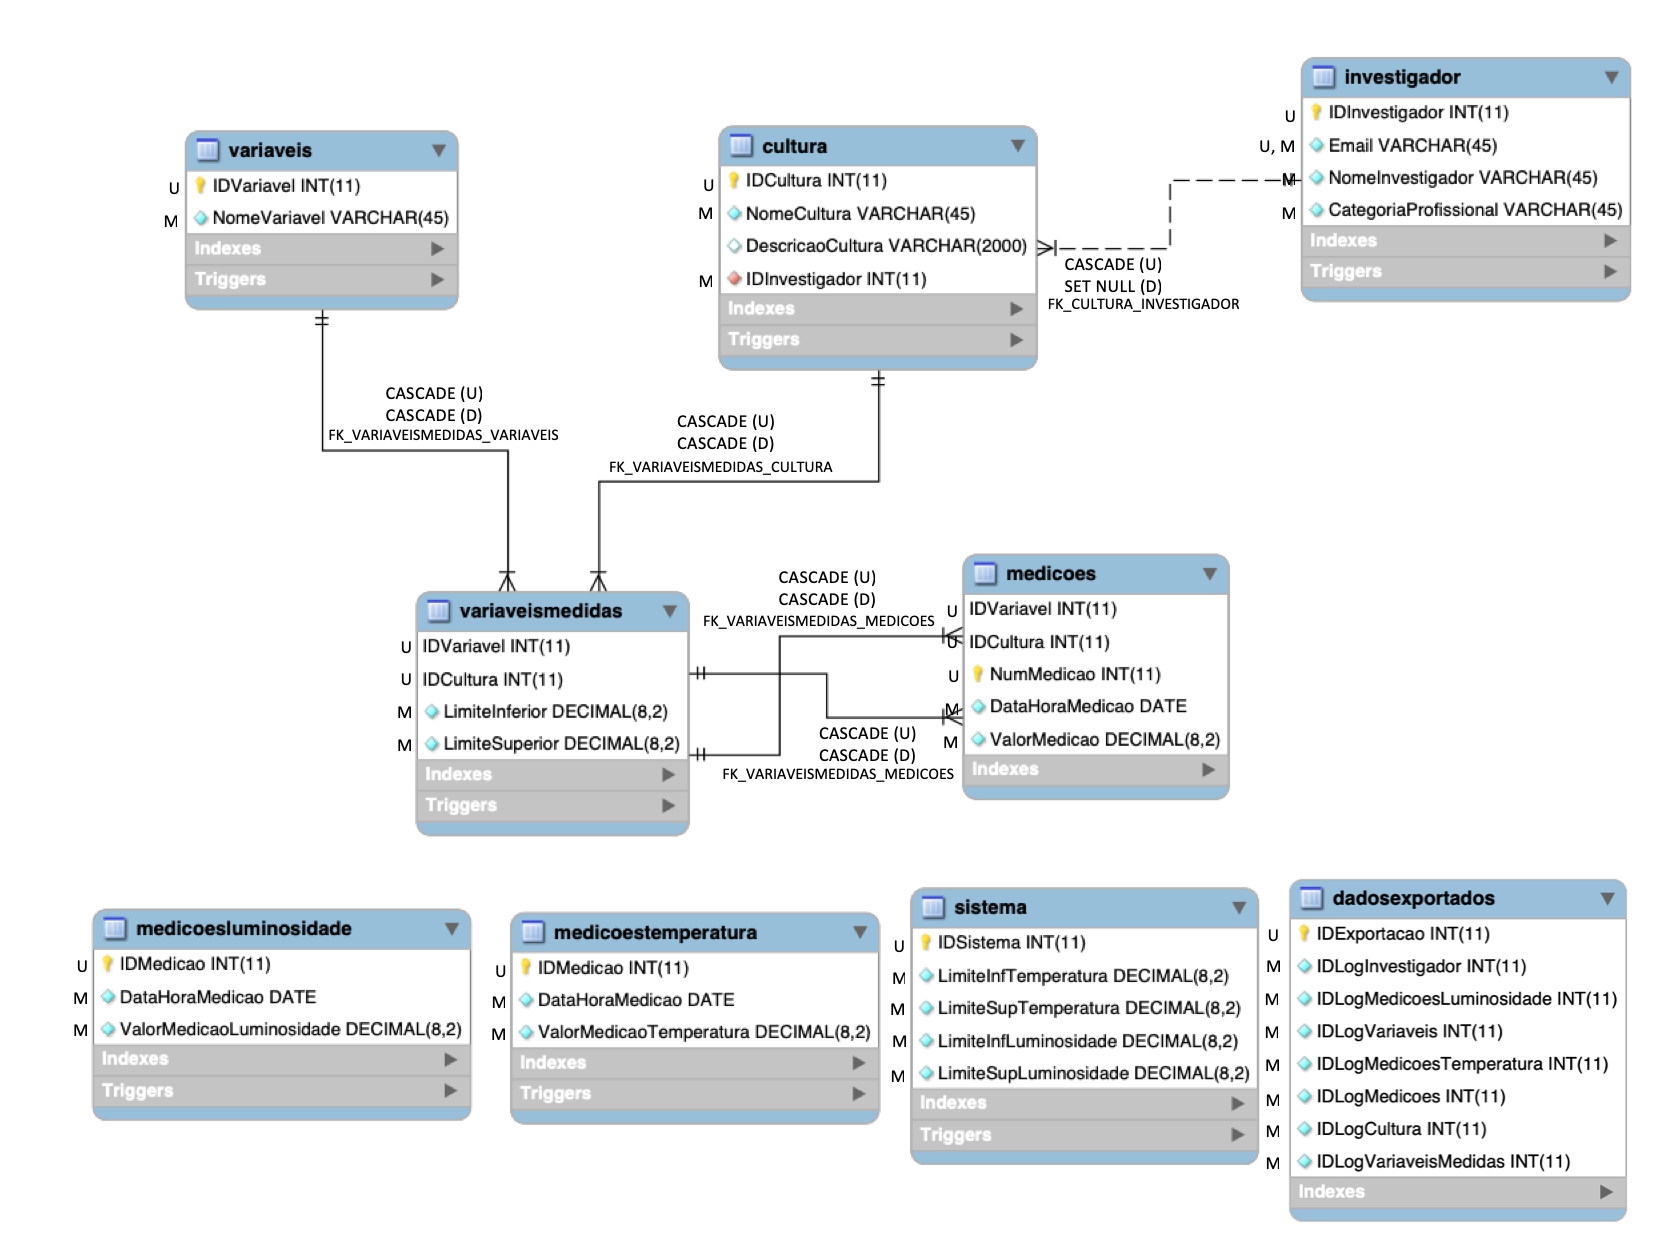 investigador
U IDInvestigador INT(11)
U, M Email VARCHAR(45)
M NomeInvestigador VARCHAR(45)
M CategoriaProfissional VARCHAR(45)
Indexes
Triggers
variaveis
U IDVariavel INT(11)
M NomeVariavel VARCHAR(45)
Indexes
Triggers
cultura
U IDCultura INT(11)
M NomeCultura VARCHAR(45)
DescricaoCultura VARCHAR(2000)
M IDInvestigador INT(11)
Indexes
Triggers
CASCADE (U)
SET NULL (D)
FK_CULTURA_INVESTIGADOR
CASCADE (U)
CASCADE (D)
FK_VARIAVEISMEDIDAS_VARIAVEIS
CASCADE (U)
CASCADE (D)
FK_VARIAVEISMEDIDAS_CULTURA
variaveismedidas
U IDVariavel INT(11)
U IDCultura INT(11)
M LimiteInferior DECIMAL(8,2)
M LimiteSuperior DECIMAL(8,2)
Indexes
Triggers
CASCADE (U)
CASCADE (D)
FK_VARIAVEISMEDIDAS_MEDICOES
CASCADE (U)
CASCADE (D)
FK_VARIAVEISMEDIDAS_MEDICOES
medicoes
U IDVariavel INT(11)
U IDCultura INT(11)
U NumMedicao INT(11)
M DataHoraMedicao DATE
M ValorMedicao DECIMAL(8,2)
Indexes
medicoesluminosidade
U IDMedicao INT(11)
M DataHoraMedicao DATE
M ValorMedicaoLuminosidade DECIMAL(8,2)
Indexes
Triggers
medicoestemperatura
U IDMedicao INT(11)
M DataHoraMedicao DATE
M ValorMedicaoTemperatura DECIMAL(8,2)
Indexes
Triggers
sistema
U IDSistema INT(11)
M LimiteInfTemperatura DECIMAL(8,2)
M LimiteSupTemperatura DECIMAL(8,2)
M LimiteInfLuminosidade DECIMAL(8,2)
M LimiteSupLuminosidade DECIMAL(8,2)
Indexes
Triggers
dadosexportados
U IDExportacao INT(11)
M IDLogInvestigador INT(11)
M IDLogMedicoesLuminosidade INT(11)
M IDLogVariaveis INT(11)
M IDLogMedicoesTemperatura INT(11)
M IDLogMedicoes INT(11)
M IDLogCultura INT(11)
M IDLogVariaveisMedidas INT(11)
Indexes